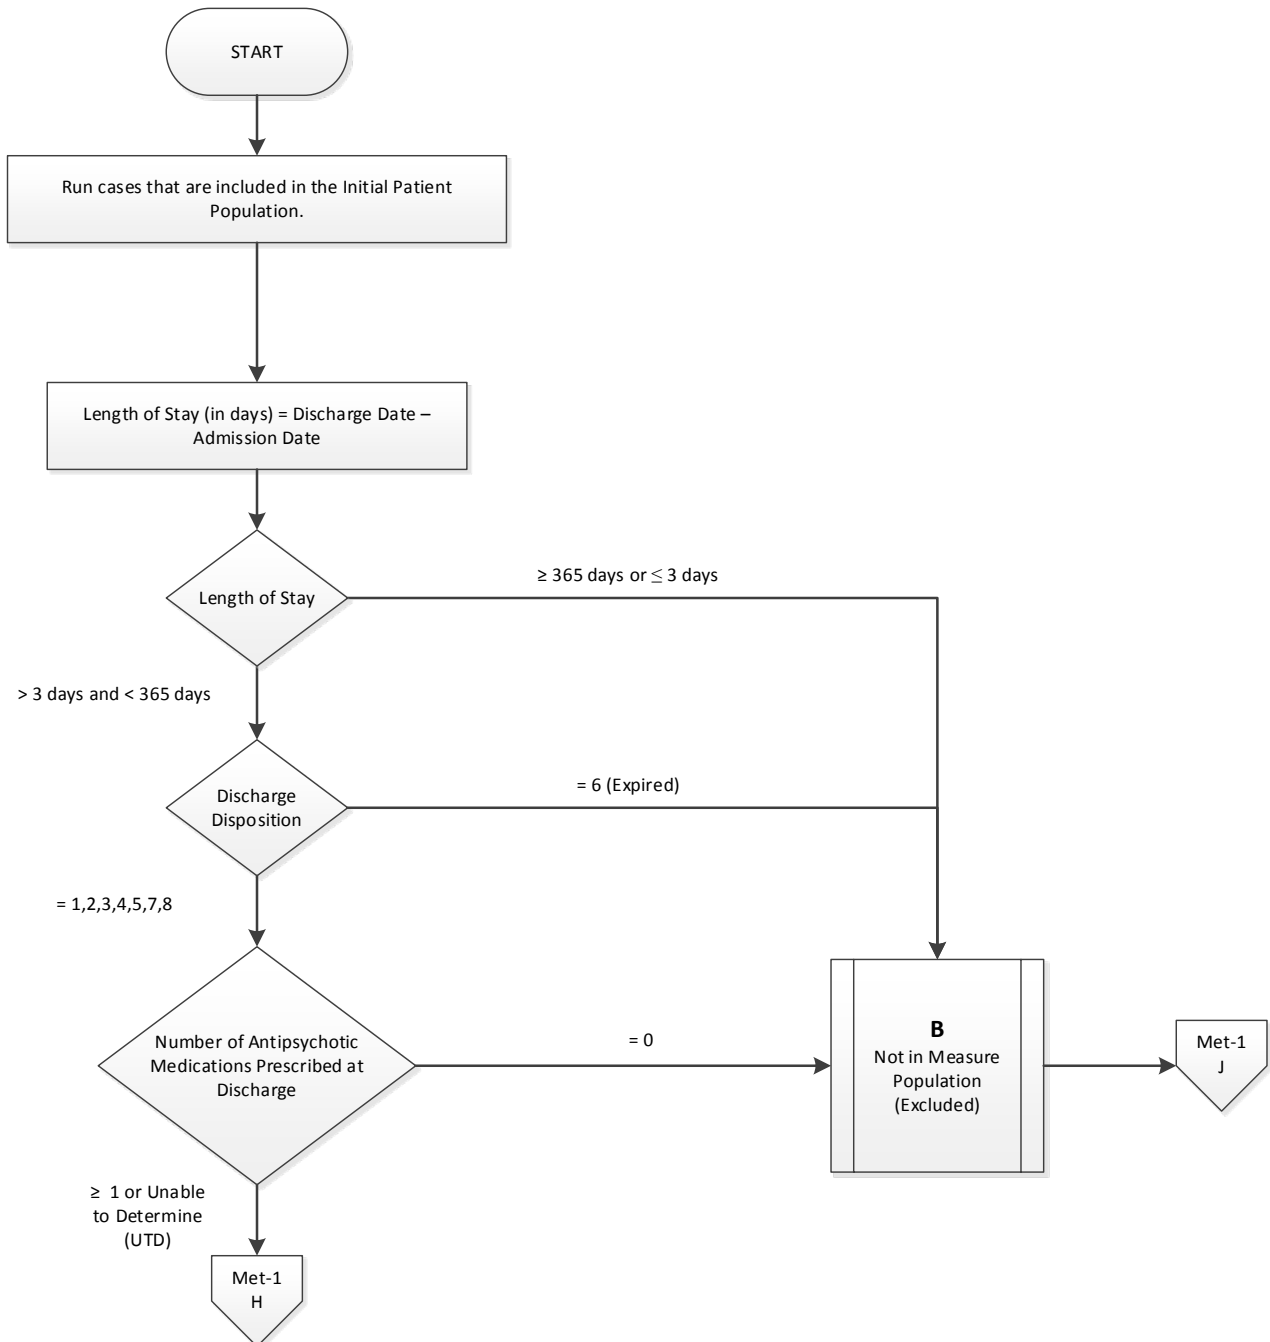 START
Run cases that are included in the Initial Patient
Population.
Length of Stay (in days) = Discharge Date –
Admission Date
Length of Stay
≥ 365 days or ≤ 3 days
> 3 days and < 365 days
Discharge
Disposition
= 6 (Expired)
= 1,2,3,4,5,7,8
Number of Antipsychotic
Medications Prescribed at
Discharge
= 0
B
Not in Measure
Population
(Excluded)
Met-1
J
≥ 1 or Unable
to Determine
(UTD)
Met-1
H